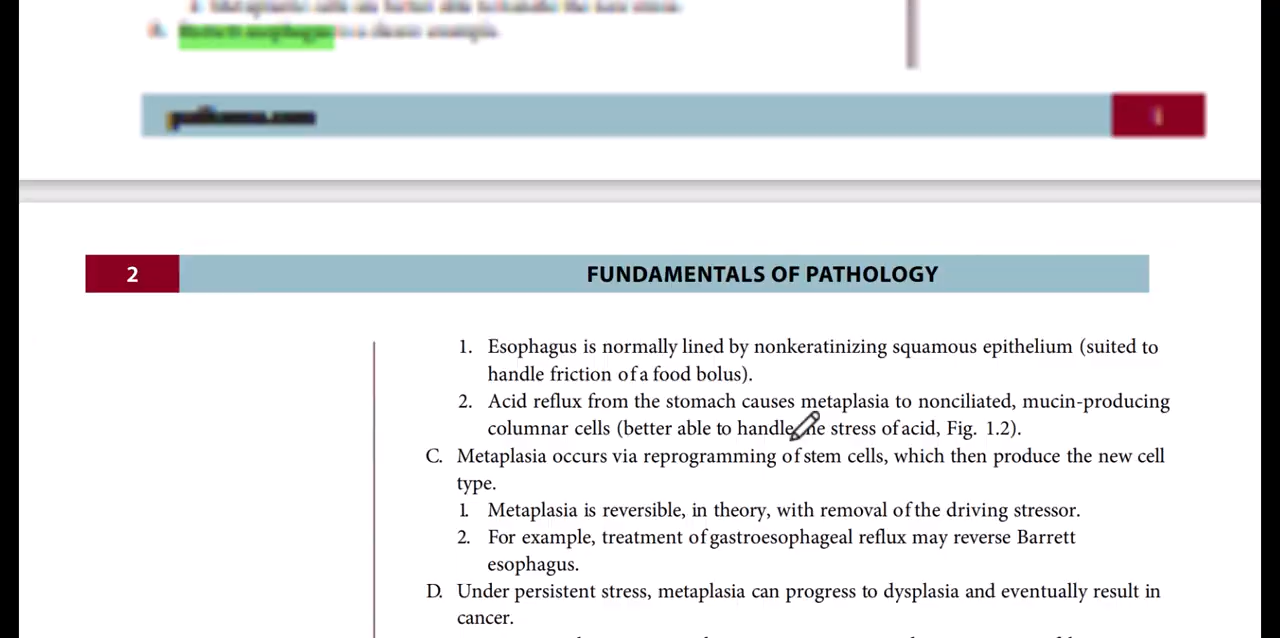 2 FUNDAMENTALS OF PATHOLOGY
1. Esophagus is normally lined by nonkeratinizing squamous epithelium (suited to
handle friction of a food bolus).
2. Acid reflux from the stomach causes metaplasia to nonciliated, mucin-producing
columnar cells (better able to handle he stress of acid, Fig. 1.2).
C. Metaplasia occurs via reprogramming of stem cells, which then produce the new cell
type.
1. Metaplasia is reversible, in theory, with removal of the driving stressor.
2. For example, treatment of gastroesophageal reflux may reverse Barrett
esophagus.
D. Under persistent stress, metaplasia can progress to dysplasia and eventually result in
cancer.